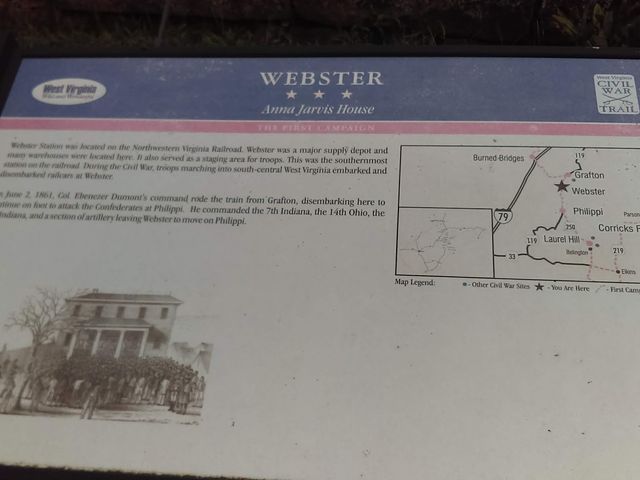 West Virginia
WEBSTER
★ ★ ★
Anna Jarvis House
West Virginia
CIVIL
WAR
TRAIL
THE FIRST CAMPAIGN
Webster Station was located on the Northwestern Virginia Railroad. Webster was a major supply depot and
many warehouses were located here. It also served as a staging area for troops. This was the southernmost
station on the railroad. During the Civil War, troops marching into south-central West Virginia embarked and
disembarked railcars at Webster.
June 2, 1861, Col. Ebenezer Dumont's command rode the train from Grafton, disembarking here to
tinue on foot to attack the Confederates at Philippi. He commanded the 7th Indiana, the 14th Ohio, the
Indiana, and a section of artillery leaving Webster to move on Philippi.
Burned-Bridges
119
Grafton
Webster
79
Philippi
250
Parson
Corricks F
119
Laurel Hill
Belington
219
33
Elkins
Map Legend:
- Other Civil War Sites ★ - You Are Here - First Cam